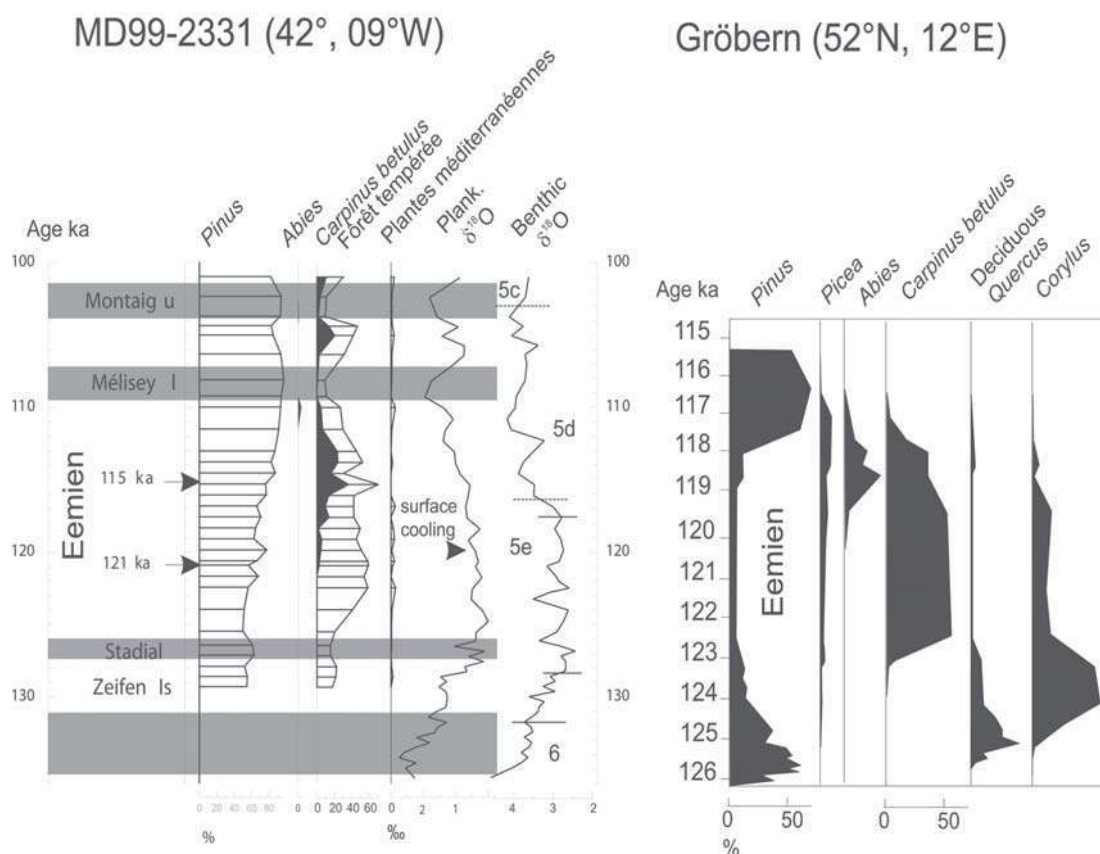 MD99-2331 (42°, 09°W)
Age ka
Pinus
Abies
Carpinus betulus
Fôrêt tempérée
Plantes méditerranéennes
Plank.
δ¹⁸O
Benthic
δ¹⁸O
100
110
120
130
Montaig u
Mélisey I
115 ka
Eemien
121 ka
Stadial
Zeifen Is
surface
cooling
5c
5d
5e
6
100
110
120
130
0 20 40 60 80
0
0 20 40 60
0
2
1
0
4
3
2
%
‰
Gröbern (52°N, 12°E)
Age ka
Pinus
Picea
Abies
Carpinus betulus
Deciduous
Quercus
Corylus
115
116
117
118
119
120
121
122
123
124
125
126
Eemien
0 50
0 50
0 50
%